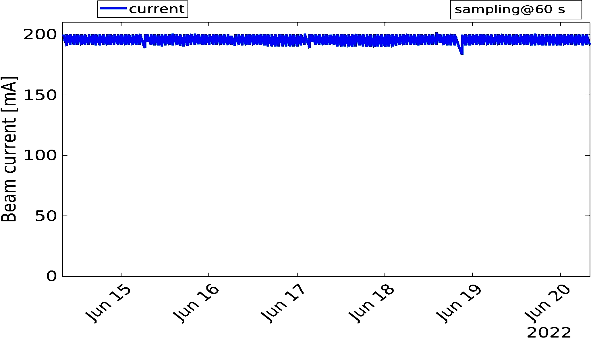 current
sampling@60 s
200
150
100
50
0
Beam current [mA]
Jun 15
Jun 16
Jun 17
Jun 18
Jun 19
Jun 20
2022